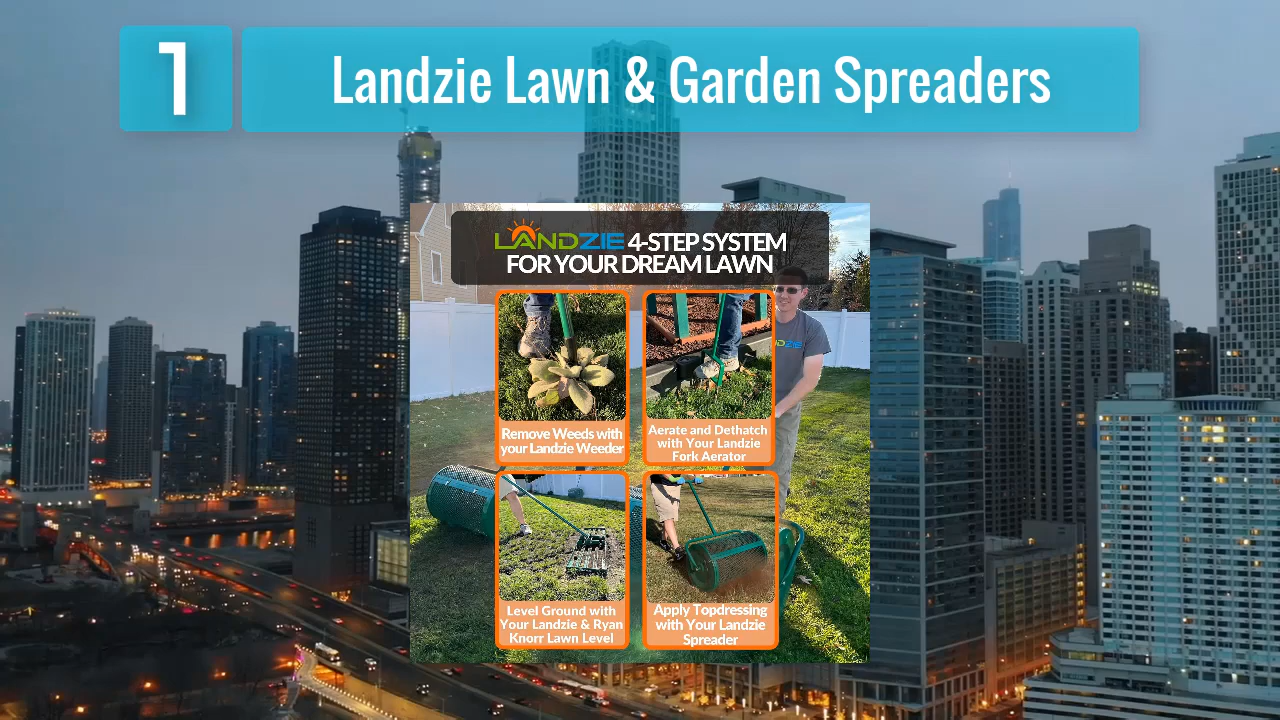 1
Landzie Lawn & Garden Spreaders
LANDZIE 4-STEP SYSTEM
FOR YOUR DREAM LAWN
Remove Weeds with
your Landzie Weeder
Aerate and Dethatch
with Your Landzie
Fork Aerator
Level Ground with
Your Landzie & Ryan
Knorr Lawn Level
Apply Topdressing
with Your Landzie
Spreader